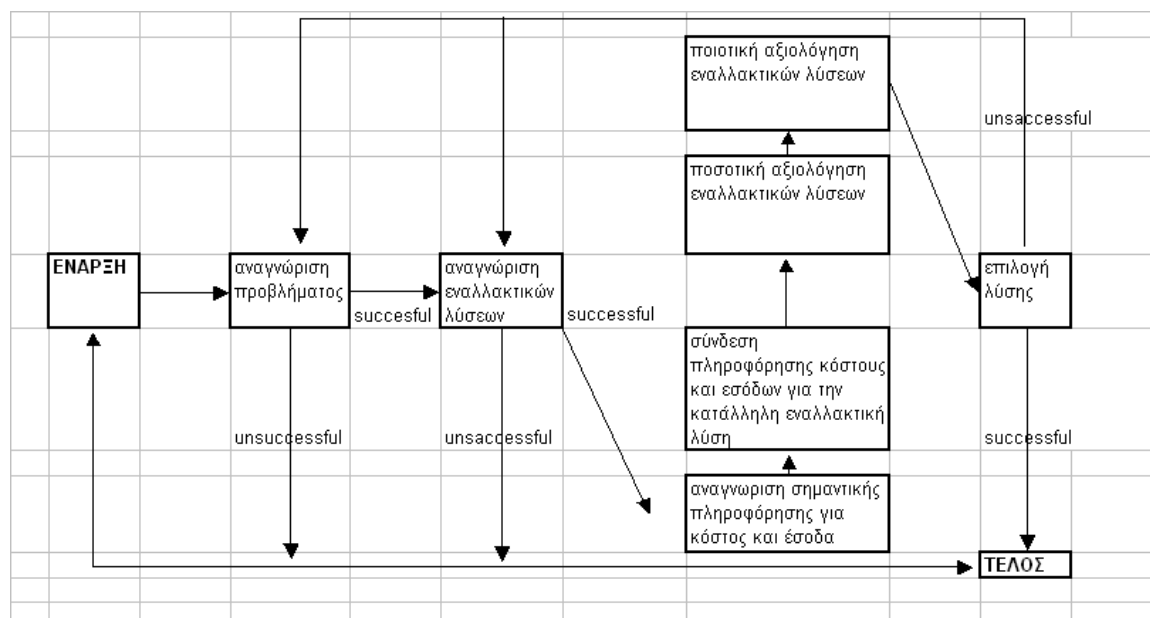 ποιοτική αξιολόγηση
εναλλακτικών λύσεων
unsaccessful
ποσοτική αξιολόγηση
εναλλακτικών λύσεων
ΕΝΑΡΞΗ
αναγνώριση
προβλήματος
succesful
αναγνώριση
εναλλακτικών
λύσεων
successful
επιλογή
λύσης
σύνδεση
πληροφόρησης κόστους
και εσόδων για την
κατάλληλη εναλλακτική
λύση
unsuccessful
unsaccessful
successful
αναγνωριση σημαντικής
πληροφόρησης για
κόστος και έσοδα
ΤΕΛΟΣ